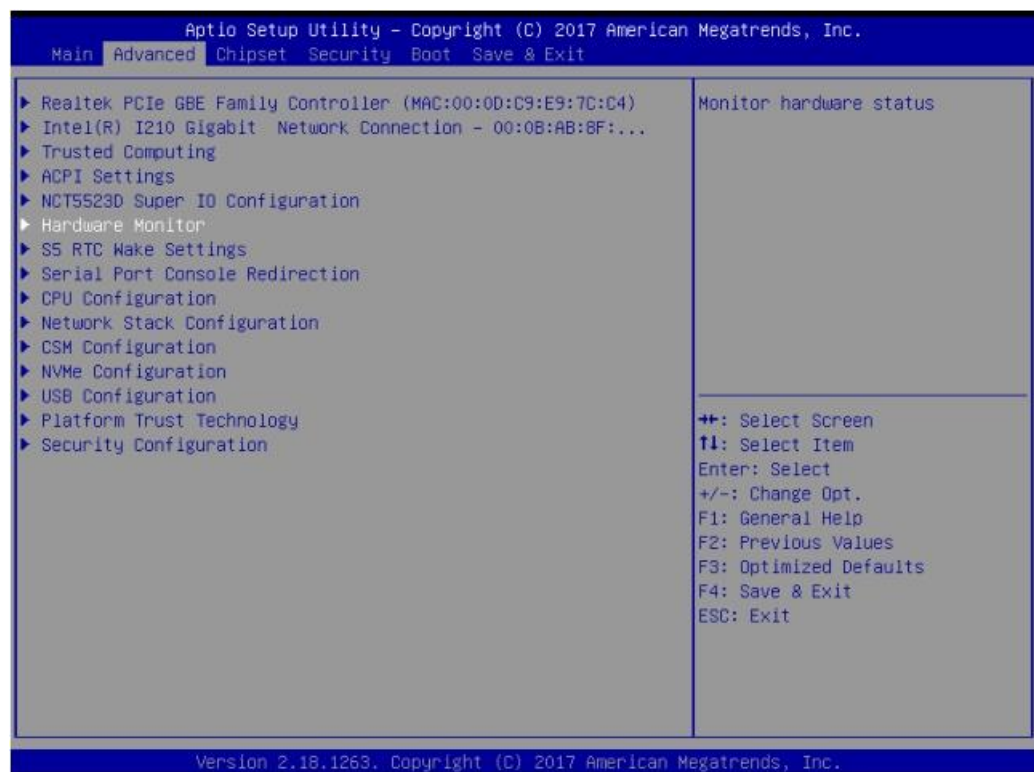 Aptio Setup Utility – Copyright (C) 2017 American Megatrends, Inc.
Main Advanced Chipset Security Boot Save & Exit
Realtek PCIe GBE Family Controller (MAC:00:0D:C9:E9:7C:C4)
Intel(R) I210 Gigabit Network Connection – 00:0B:AB:8F:...
Trusted Computing
ACPI Settings
NCT5523D Super IO Configuration
Hardware Monitor
S5 RTC Wake Settings
Serial Port Console Redirection
CPU Configuration
Network Stack Configuration
CSM Configuration
NVMe Configuration
USB Configuration
Platform Trust Technology
Security Configuration
Monitor hardware status
→←: Select Screen
↑↓: Select Item
Enter: Select
+/-: Change Opt.
F1: General Help
F2: Previous Values
F3: Optimized Defaults
F4: Save & Exit
ESC: Exit
Version 2.18.1263. Copyright (C) 2017 American Megatrends, Inc.